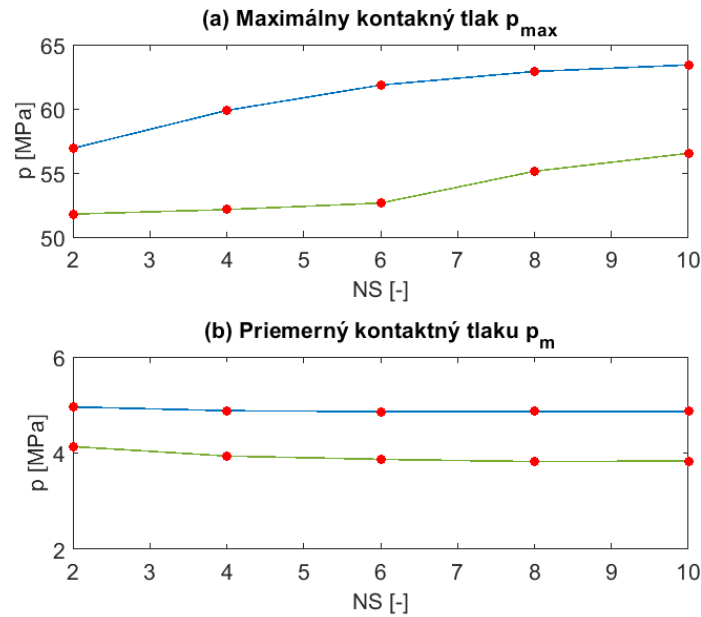 (a) Maximálny kontakný tlak p_max
65
60
55
50
p [MPa]
2 3 4 5 6 7 8 9 10
NS [-]
(b) Priemerný kontaktný tlaku p_m
6
4
2
p [MPa]
2 3 4 5 6 7 8 9 10
NS [-]